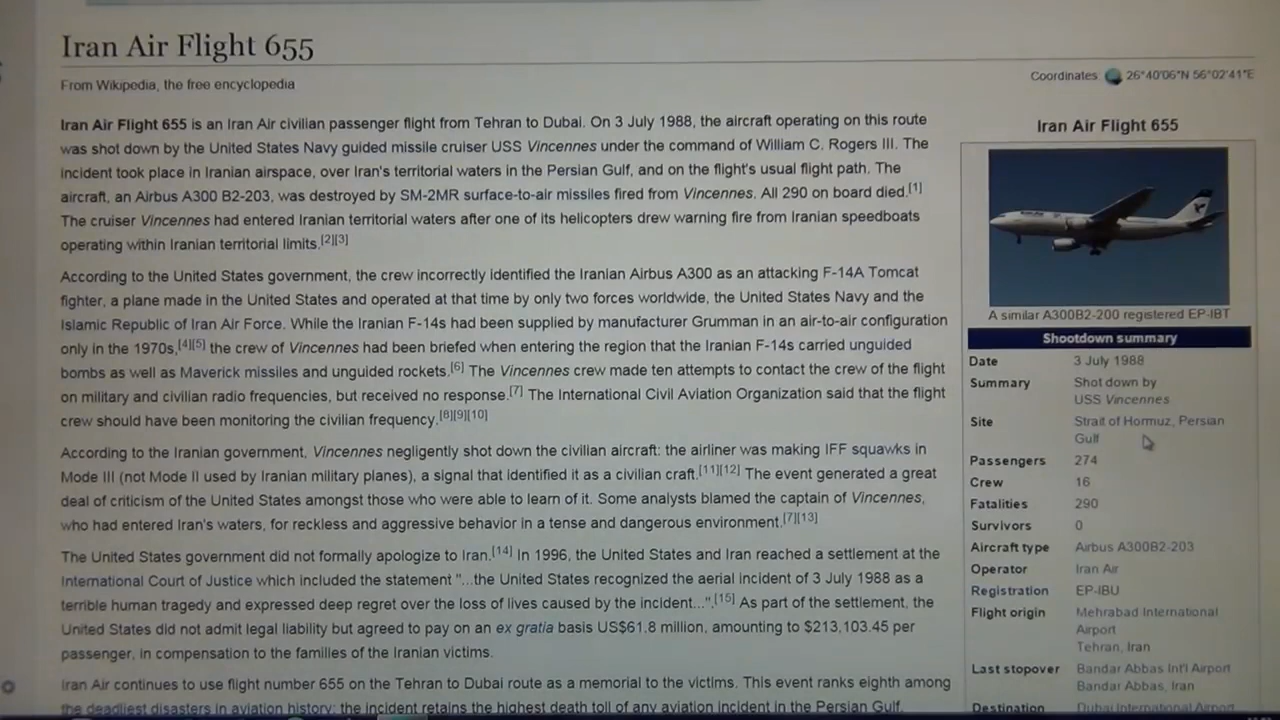 Iran Air Flight 655
From Wikipedia, the free encyclopedia
Coordinates 26°40'06"N 56°02'41"E
Iran Air Flight 655 is an Iran Air civilian passenger flight from Tehran to Dubai. On 3 July 1988, the aircraft operating on this route
was shot down by the United States Navy guided missile cruiser USS Vincennes under the command of William C. Rogers III. The
incident took place in Iranian airspace, over Iran's territorial waters in the Persian Gulf, and on the flight's usual flight path. The
aircraft, an Airbus A300 B2-203, was destroyed by SM-2MR surface-to-air missiles fired from Vincennes. All 290 on board died.[1]
The cruiser Vincennes had entered Iranian territorial waters after one of its helicopters drew warning fire from Iranian speedboats
operating within Iranian territorial limits.[2][3]
According to the United States government, the crew incorrectly identified the Iranian Airbus A300 as an attacking F-14A Tomcat
fighter, a plane made in the United States and operated at that time by only two forces worldwide, the United States Navy and the
Islamic Republic of Iran Air Force. While the Iranian F-14s had been supplied by manufacturer Grumman in an air-to-air configuration
only in the 1970s,[4][5] the crew of Vincennes had been briefed when entering the region that the Iranian F-14s carried unguided
bombs as well as Maverick missiles and unguided rockets.[6] The Vincennes crew made ten attempts to contact the crew of the flight
on military and civilian radio frequencies, but received no response.[7] The International Civil Aviation Organization said that the flight
crew should have been monitoring the civilian frequency.[8][9][10]
According to the Iranian government, Vincennes negligently shot down the civilian aircraft: the airliner was making IFF squawks in
Mode III (not Mode II used by Iranian military planes), a signal that identified it as a civilian craft.[11][12] The event generated a great
deal of criticism of the United States amongst those who were able to learn of it. Some analysts blamed the captain of Vincennes,
who had entered Iran's waters, for reckless and aggressive behavior in a tense and dangerous environment.[7][13]
The United States government did not formally apologize to Iran.[14] In 1996, the United States and Iran reached a settlement at the
International Court of Justice which included the statement "...the United States recognized the aerial incident of 3 July 1988 as a
terrible human tragedy and expressed deep regret over the loss of lives caused by the incident...".[15] As part of the settlement, the
United States did not admit legal liability but agreed to pay on an ex gratia basis US$61.8 million, amounting to $213,103.45 per
passenger, in compensation to the families of the Iranian victims.
Iran Air continues to use flight number 655 on the Tehran to Dubai route as a memorial to the victims. This event ranks eighth among
the deadliest disasters in aviation history; the incident retains the highest death toll of any aviation incident in the Persian Gulf.
Iran Air Flight 655
A similar A300B2-200 registered EP-IBT
Shootdown summary
Date 3 July 1988
Summary Shot down by
USS Vincennes
Site Strait of Hormuz, Persian
Gulf
Passengers 274
Crew 16
Fatalities 290
Survivors 0
Aircraft type Airbus A300B2-203
Operator Iran Air
Registration EP-IBU
Flight origin Mehrabad International
Airport
Tehran, Iran
Last stopover Bandar Abbas Int'l Airport
Bandar Abbas, Iran
Destination Dubai International Airport